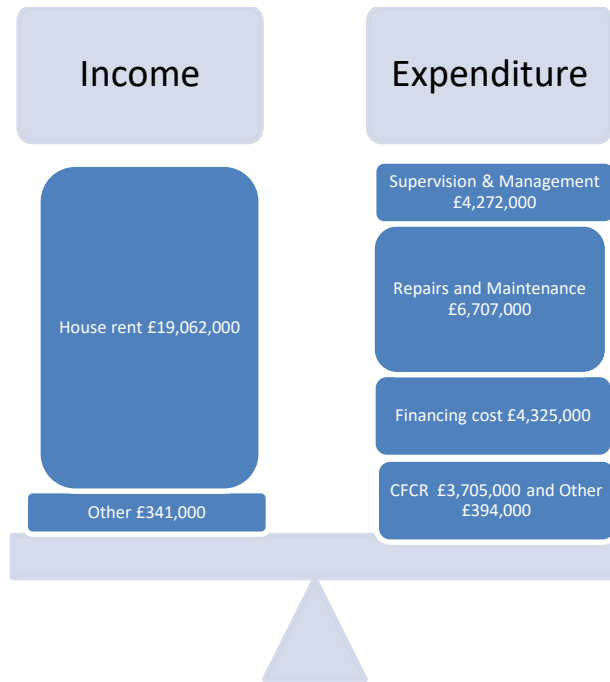 Income
Expenditure
House rent £19,062,000
Other £341,000
Supervision & Management
£4,272,000
Repairs and Maintenance
£6,707,000
Financing cost £4,325,000
CFCR £3,705,000 and Other
£394,000